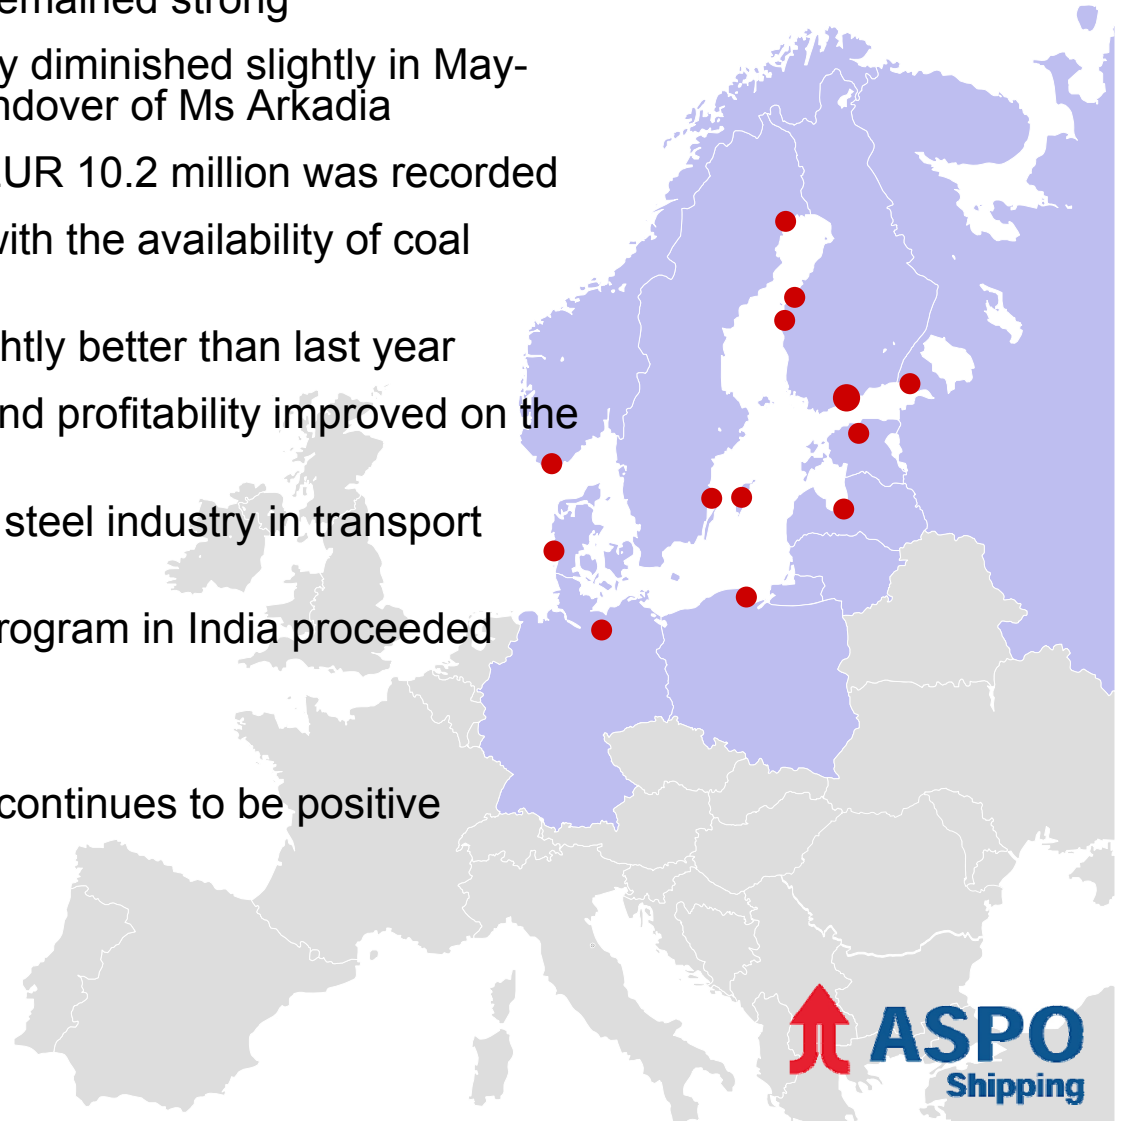 emained strong
y diminished slightly in May-
ndover of Ms Arkadia
UR 10.2 million was recorded
with the availability of coal
htly better than last year
nd profitability improved on the
steel industry in transport
rogram in India proceeded
continues to be positive
ASPO
Shipping